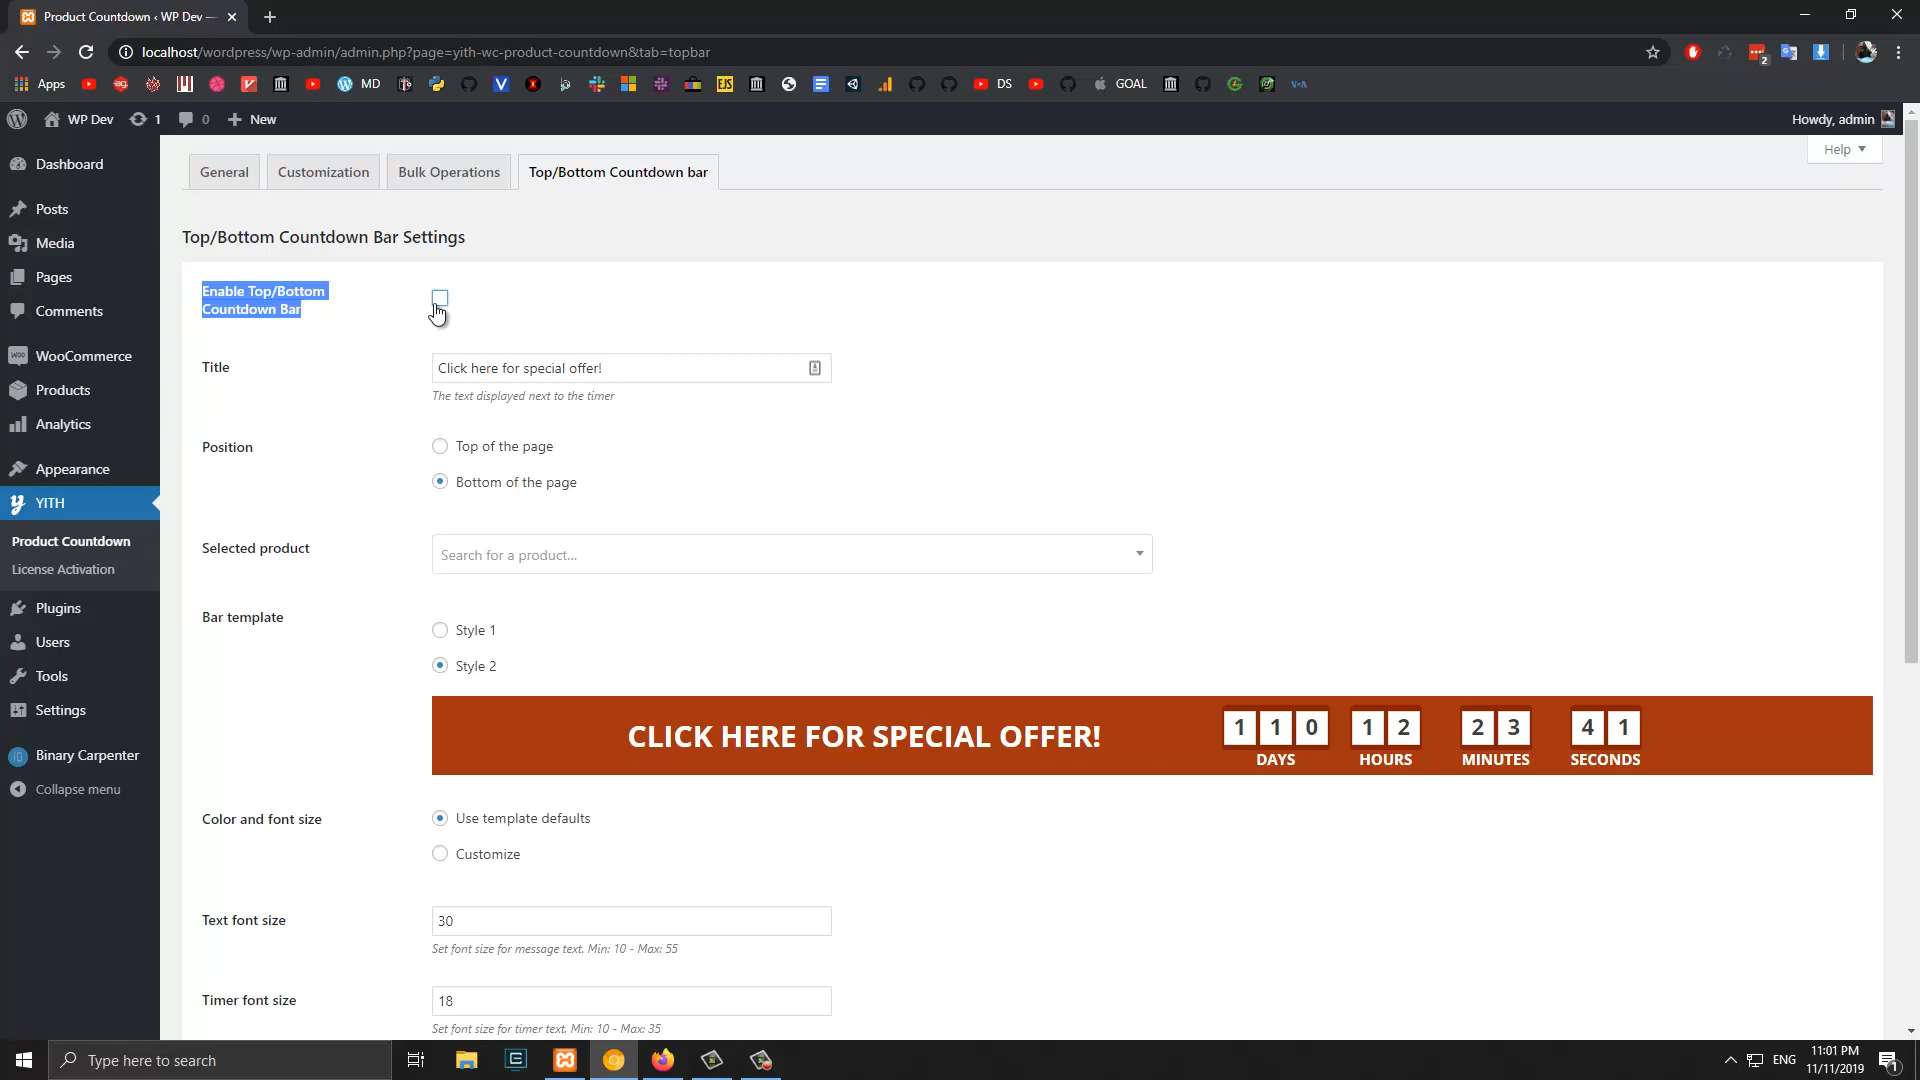 Product Countdown ‹ WP Dev —
localhost/wordpress/wp-admin/admin.php?page=yith-wc-product-countdown&tab=topbar
2
Apps
MD
V
EJS
DS
GOAL
VOA
WP Dev
1
0
New
Howdy, admin
Dashboard
Posts
Media
Pages
Comments
WooCommerce
Products
Analytics
Appearance
YITH
Product Countdown
License Activation
Plugins
Users
Tools
Settings
Binary Carpenter
Collapse menu
Help
General
Customization
Bulk Operations
Top/Bottom Countdown bar
Top/Bottom Countdown Bar Settings
Enable Top/Bottom
Countdown Bar
Title
Click here for special offer!
The text displayed next to the timer
Position
Top of the page
Bottom of the page
Selected product
Search for a product...
Bar template
Style 1
Style 2
CLICK HERE FOR SPECIAL OFFER!
1 1 0 1 2 2 3 4 1
DAYS HOURS MINUTES SECONDS
Color and font size
Use template defaults
Customize
Text font size
30
Set font size for message text. Min: 10 - Max: 55
Timer font size
18
Set font size for timer text. Min: 10 - Max: 35
Type here to search
ENG
11:01 PM
11/11/2019
1